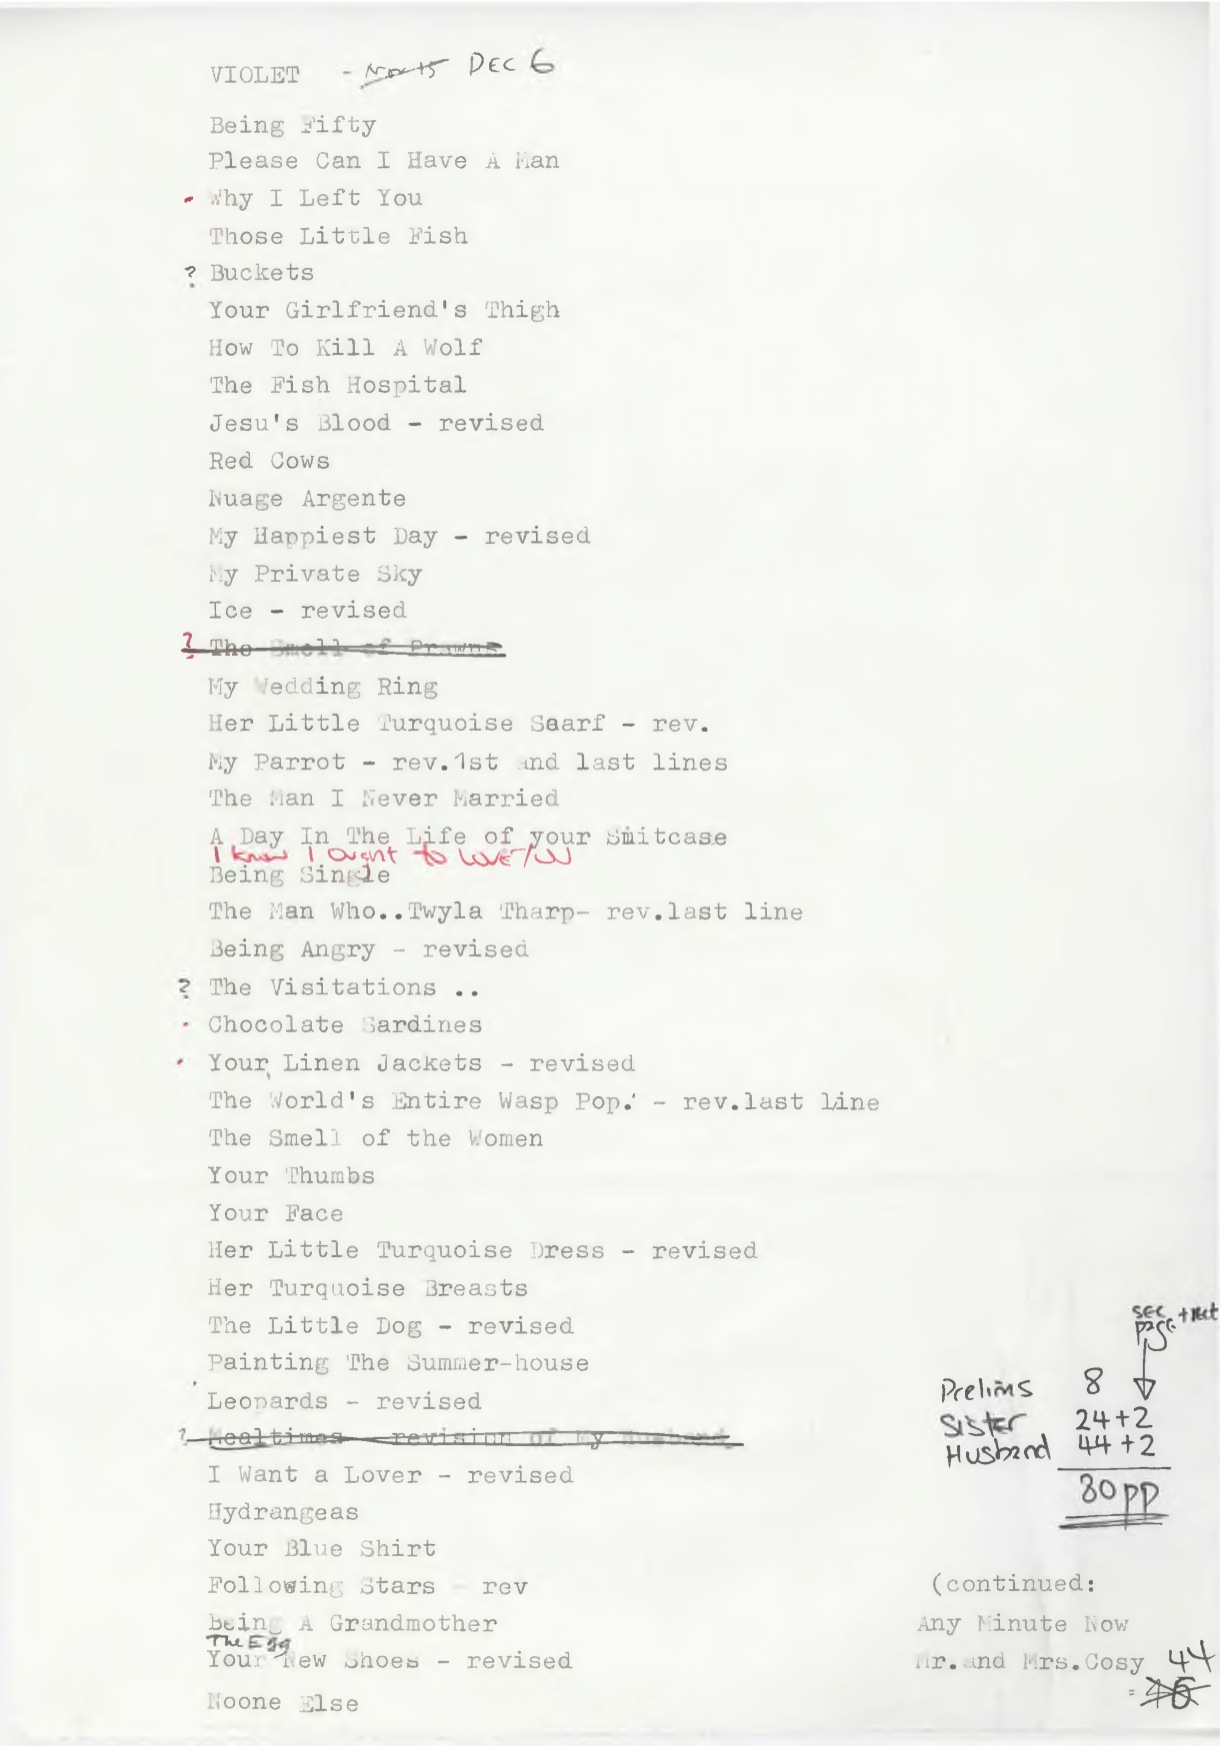 VIOLET - DEC 6
Being Fifty
Please Can I Have A Man
Why I Left You
Those Little Fish
? Buckets
Your Girlfriend's Thigh
How To Kill A Wolf
The Fish Hospital
Jesu's Blood - revised
Red Cows
Nuage Argente
My Happiest Day - revised
My Private Sky
Ice - revised
? The Smell of Prawns
My Wedding Ring
Her Little Turquoise Scarf - rev.
My Parrot - rev.1st and last lines
The Man I Never Married
A Day In The Life of your Suitcase
I know I ought to love/W
Being Single
The Man Who..Twyla Tharp- rev.last line
Being Angry - revised
? The Visitations ..
Chocolate Sardines
Your Linen Jackets - revised
The World's Entire Wasp Pop. - rev.last line
The Smell of the Women
Your Thumbs
Your Face
Her Little Turquoise Dress - revised
Her Turquoise Breasts
The Little Dog - revised
Painting The Summer-house
Leopards - revised
? Mealtimes - revision of My Husband
I Want a Lover - revised
Hydrangeas
Your Blue Shirt
Following Stars - rev
Being A Grandmother
The Egg
Your New Shoes - revised
Noone Else
sec
page
Prelims 8
Sister 24+2
Husband 44+2
80pp
(continued:
Any Minute Now
Mr.and Mrs.Cosy 44
= 46